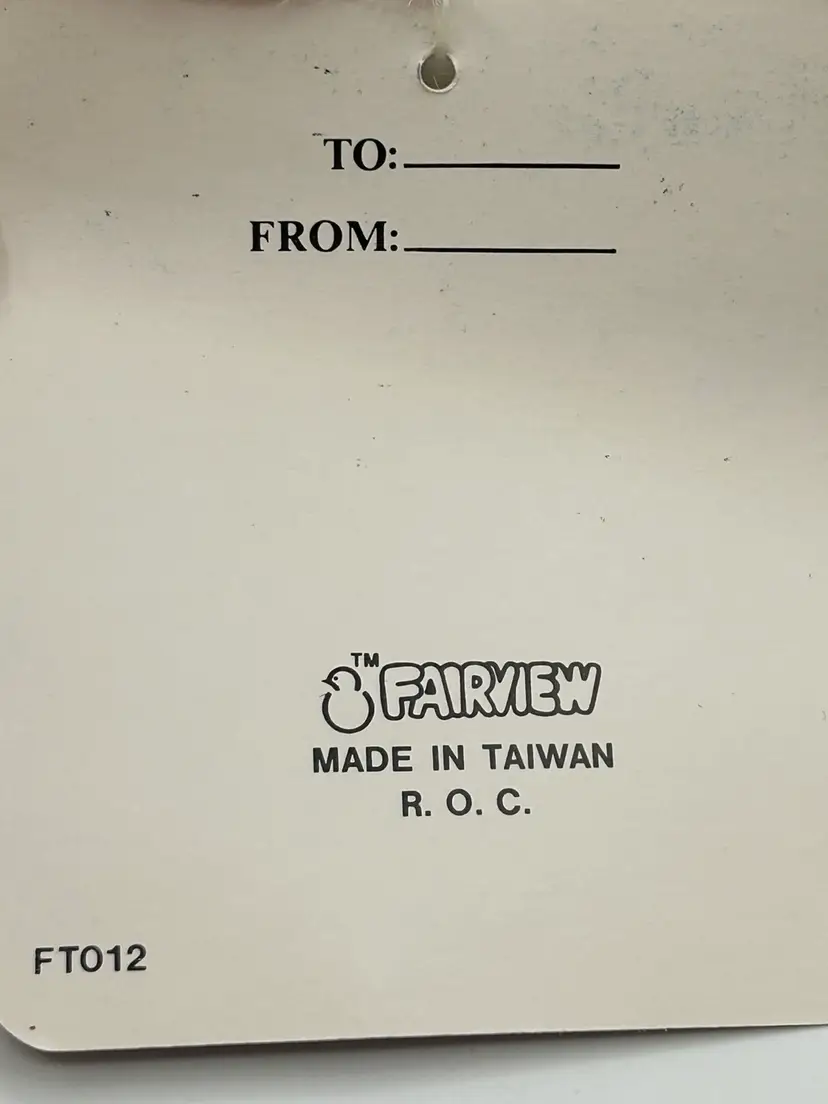 TO:
FROM:
TM
FAIRVIEW
MADE IN TAIWAN
R. O. C.
FT012